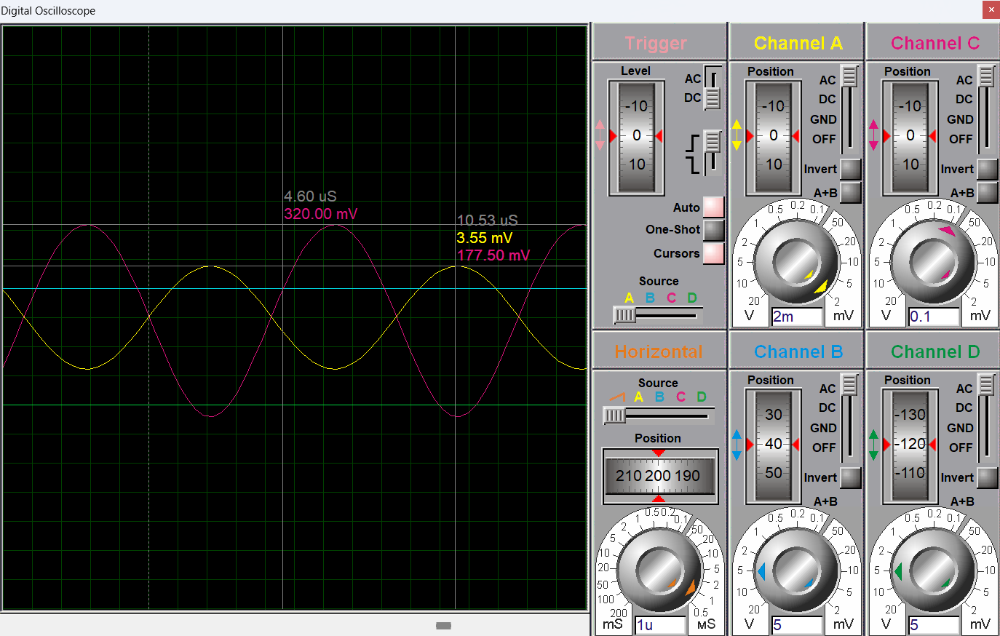 Digital Oscilloscope
4.60 uS
320.00 mV
10.53 uS
3.55 mV
177.50 mV
Trigger
Level
-10
0
10
AC
DC
Auto
One-Shot
Cursors
Source
A B C D
Channel A
Position
-10
0
10
AC
DC
GND
OFF
Invert
A+B
20 10 5 2 1 0.5 0.2 0.1 50 20 10 5 2
V
2m
mV
Channel C
Position
-10
0
10
AC
DC
GND
OFF
Invert
A+B
20 10 5 2 1 0.5 0.2 0.1 50 20 10 5 2
V
0.1
mV
Horizontal
Source
A B C D
Position
210 200 190
200 100 50 20 10 5 2 1 0.5 0.2 0.1 50 20 10 5 2 1 0.5
mS
1u
мS
Channel B
Position
30
40
50
AC
DC
GND
OFF
Invert
A+B
20 10 5 2 1 0.5 0.2 0.1 50 20 10 5 2
V
5
mV
Channel D
Position
-130
-120
-110
AC
DC
GND
OFF
Invert
A+B
20 10 5 2 1 0.5 0.2 0.1 50 20 10 5 2
V
5
mV